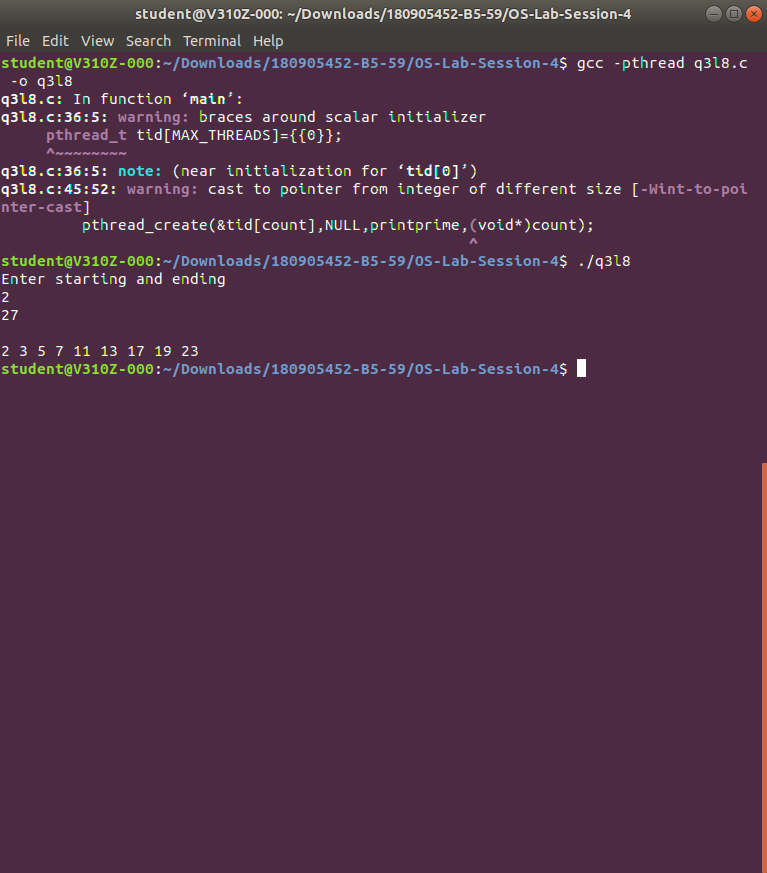 student@V310Z-000: ~/Downloads/180905452-B5-59/OS-Lab-Session-4
File Edit View Search Terminal Help
student@V310Z-000:~/Downloads/180905452-B5-59/OS-Lab-Session-4$ gcc -pthread q3l8.c
 -o q3l8
q3l8.c: In function ‘main’:
q3l8.c:36:5: warning: braces around scalar initializer
     pthread_t tid[MAX_THREADS]={{0}};
     ^~~~~~~~~
q3l8.c:36:5: note: (near initialization for ‘tid[0]’)
q3l8.c:45:52: warning: cast to pointer from integer of different size [-Wint-to-poi
nter-cast]
         pthread_create(&tid[count],NULL,printprime,(void*)count);
                                                    ^
student@V310Z-000:~/Downloads/180905452-B5-59/OS-Lab-Session-4$ ./q3l8
Enter starting and ending
2
27

2 3 5 7 11 13 17 19 23
student@V310Z-000:~/Downloads/180905452-B5-59/OS-Lab-Session-4$